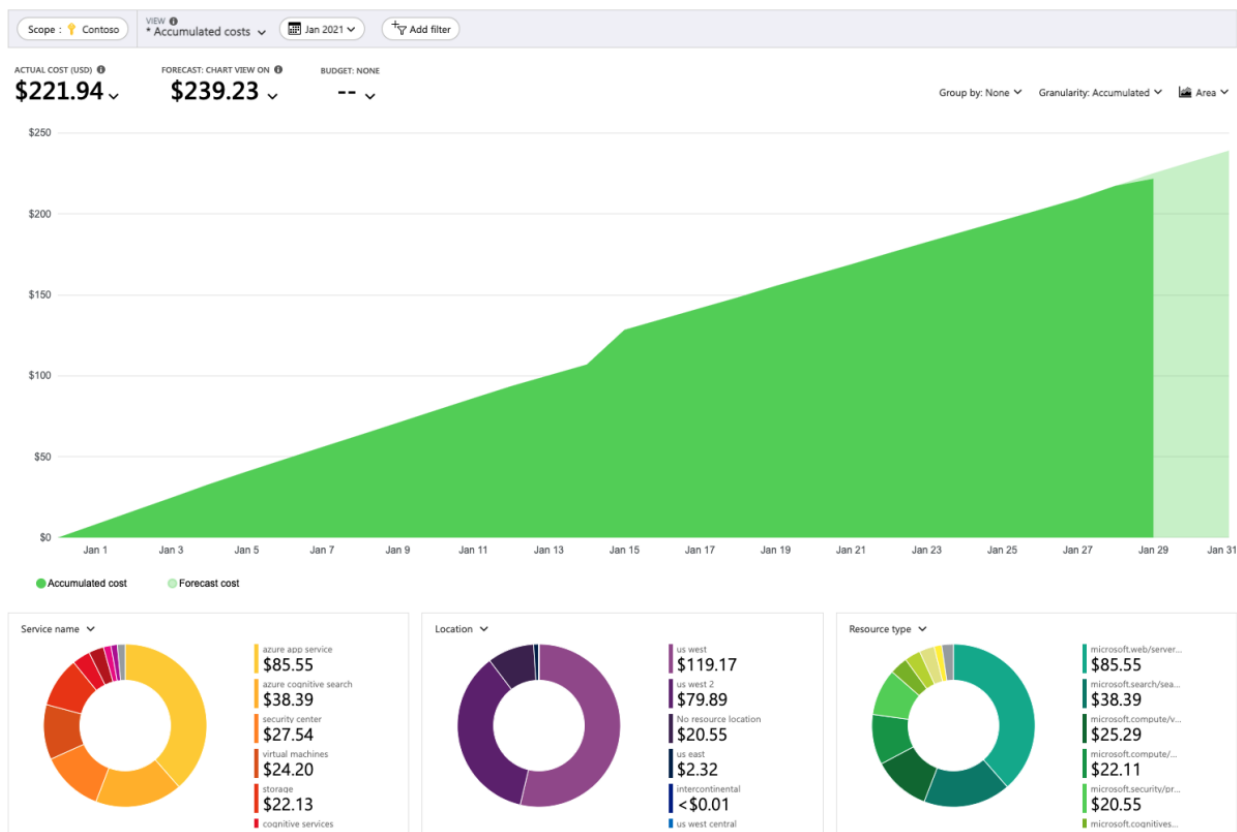 Scope : Contoso
VIEW
* Accumulated costs
Jan 2021
Add filter
ACTUAL COST (USD)
$221.94
FORECAST: CHART VIEW ON
$239.23
BUDGET: NONE
--
Group by: None
Granularity: Accumulated
Area
$250
$200
$150
$100
$50
$0
Jan 1
Jan 3
Jan 5
Jan 7
Jan 9
Jan 11
Jan 13
Jan 15
Jan 17
Jan 19
Jan 21
Jan 23
Jan 25
Jan 27
Jan 29
Jan 31
Accumulated cost
Forecast cost
Service name
azure app service
$85.55
azure cognitive search
$38.39
security center
$27.54
virtual machines
$24.20
storage
$22.13
cognitive services
Location
us west
$119.17
us west 2
$79.89
No resource location
$20.55
us east
$2.32
intercontinental
<$0.01
us west central
Resource type
microsoft.web/server...
$85.55
microsoft.search/sea...
$38.39
microsoft.compute/v...
$25.29
microsoft.compute/...
$22.11
microsoft.security/pr...
$20.55
microsoft.cognitives...